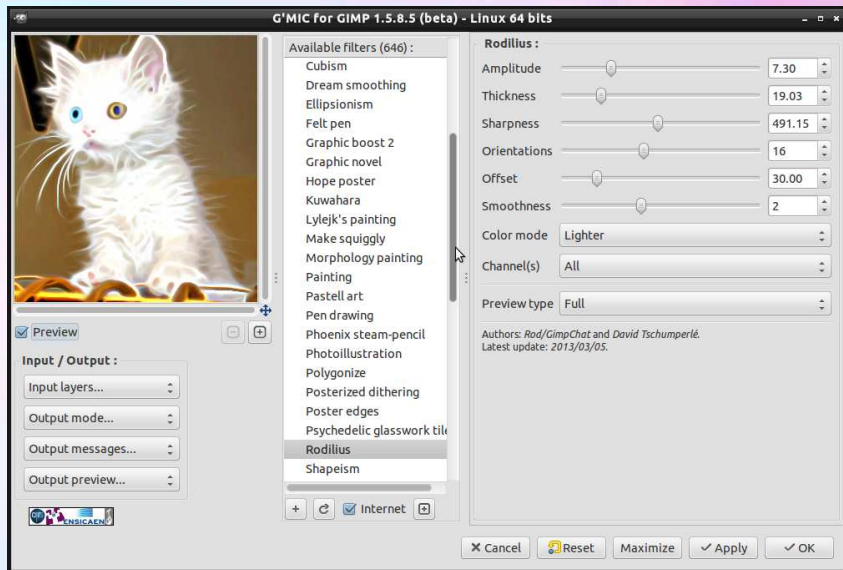 G'MIC for GIMP 1.5.8.5 (beta) - Linux 64 bits
Preview
Input / Output :
Input layers...
Output mode...
Output messages...
Output preview...
ENSICAEN
Available filters (646) :
Cubism
Dream smoothing
Ellipsionism
Felt pen
Graphic boost 2
Graphic novel
Hope poster
Kuwahara
Lylejk's painting
Make squiggly
Morphology painting
Painting
Pastell art
Pen drawing
Phoenix steam-pencil
Photoillustration
Polygonize
Posterized dithering
Poster edges
Psychedelic glasswork tile
Rodilius
Shapeism
Internet
Rodilius :
Amplitude 7.30
Thickness 19.03
Sharpness 491.15
Orientations 16
Offset 30.00
Smoothness 2
Color mode Lighter
Channel(s) All
Preview type Full
Authors: Rod/GimpChat and David Tschumperlé.
Latest update: 2013/03/05.
Cancel Reset Maximize Apply OK